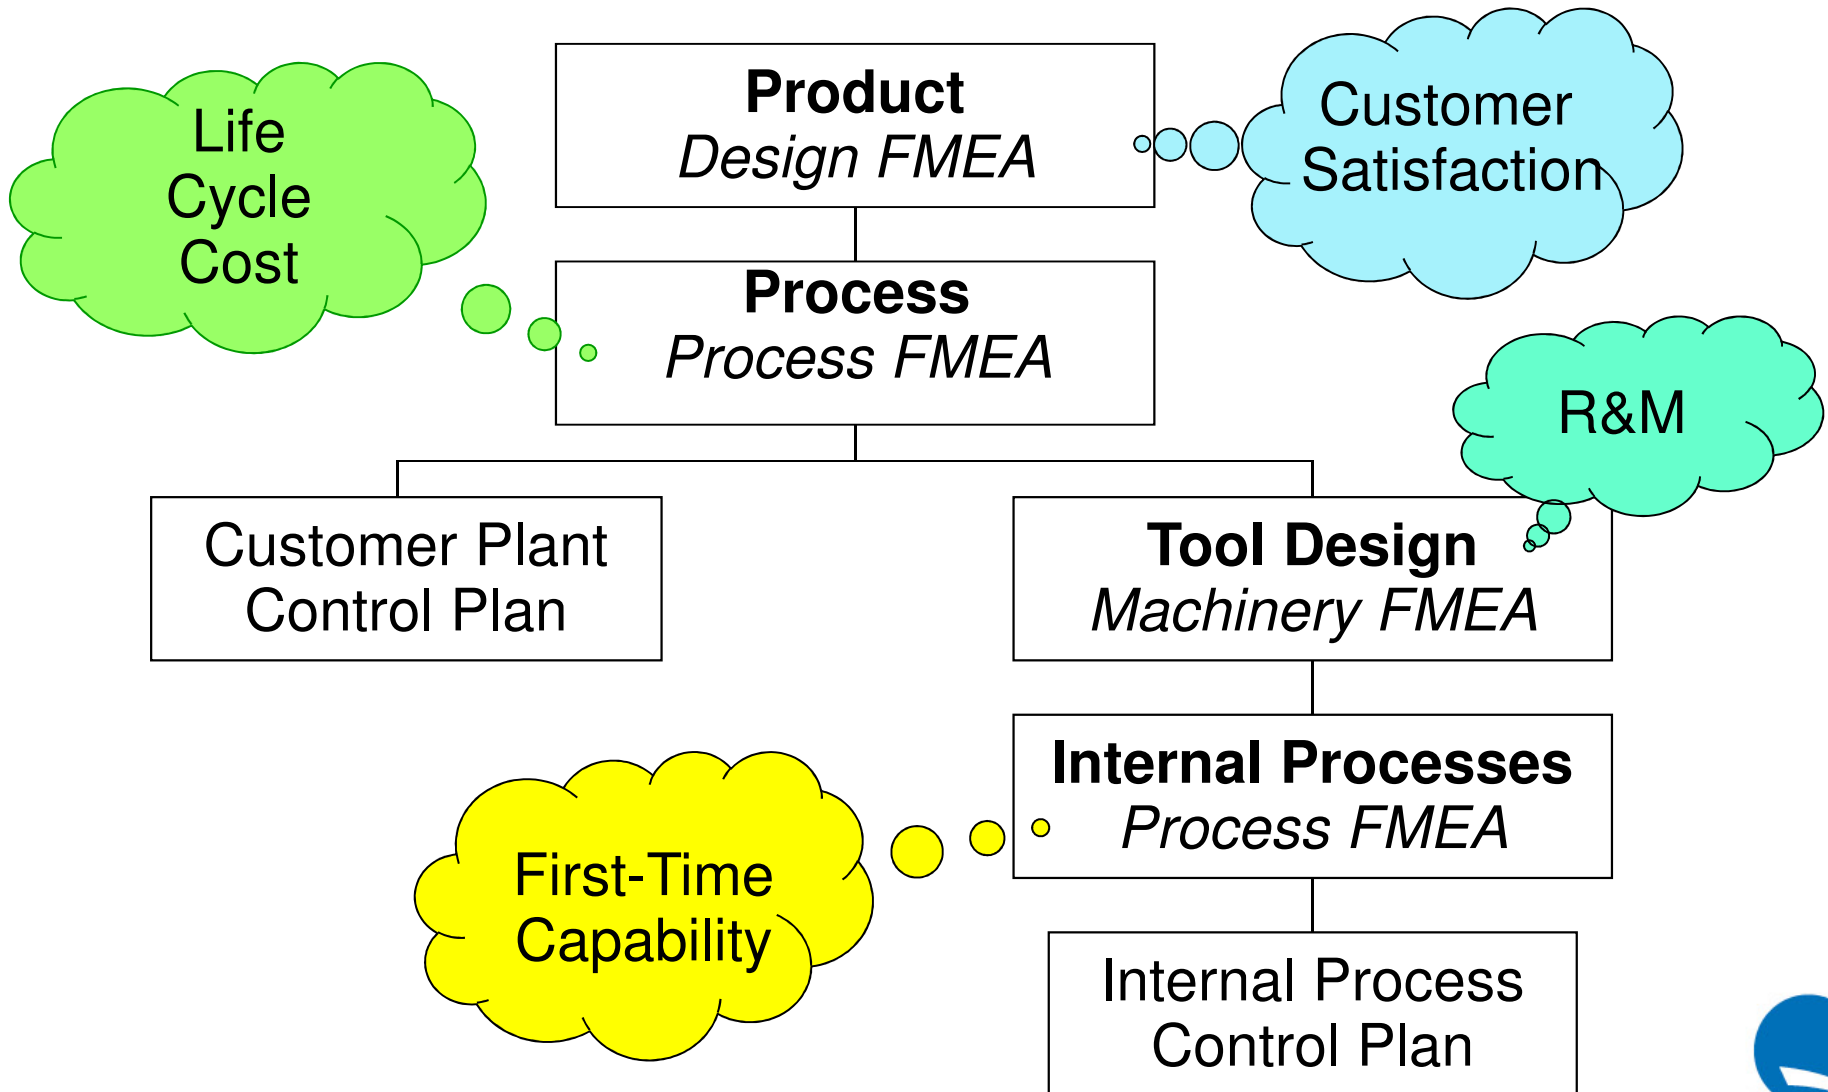 Product
Design FMEA
Customer
Satisfaction
Life
Cycle
Cost
Process
Process FMEA
R&M
Customer Plant
Control Plan
Tool Design
Machinery FMEA
Internal Processes
Process FMEA
First-Time
Capability
Internal Process
Control Plan